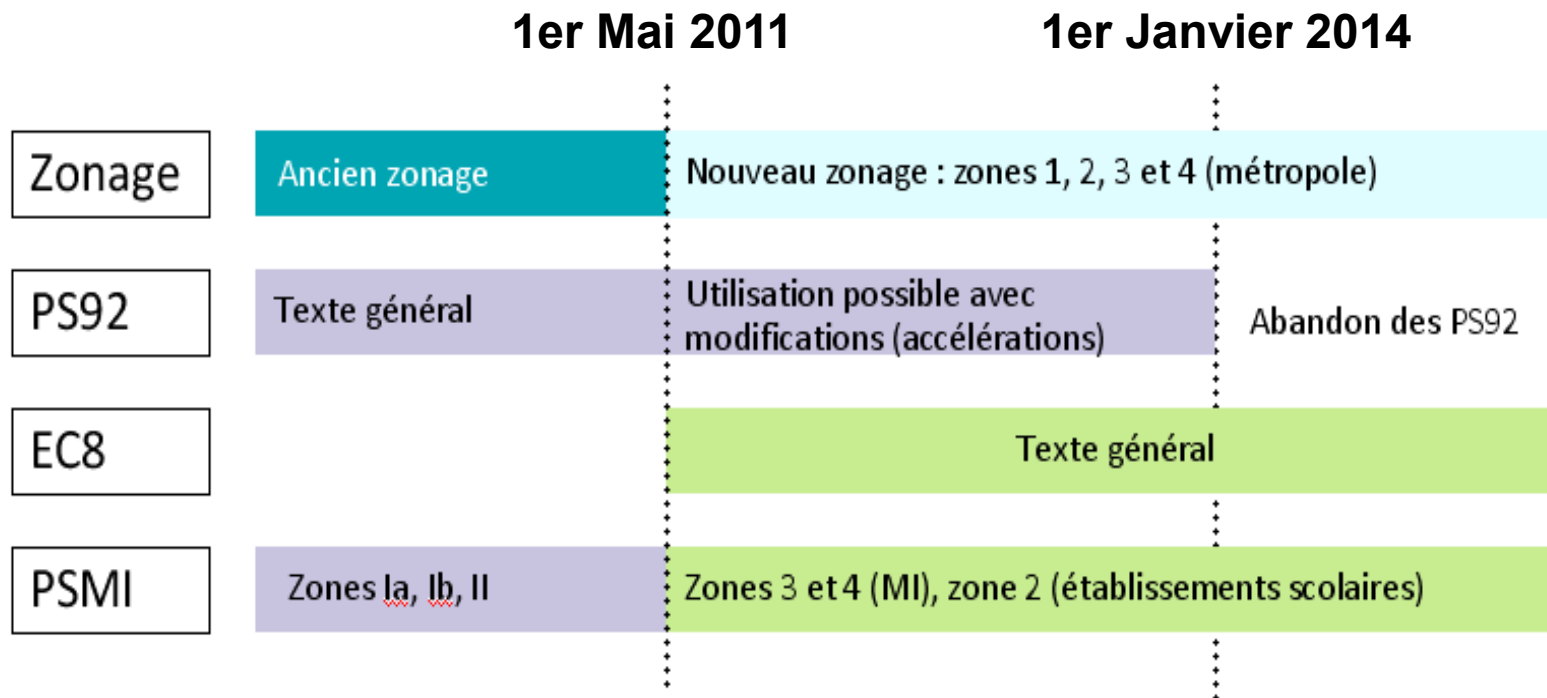 1er Mai 2011
1er Janvier 2014
Zonage
Ancien zonage
Nouveau zonage : zones 1, 2, 3 et 4 (métropole)
PS92
Texte général
Utilisation possible avec
modifications (accélérations)
Abandon des PS92
EC8
Texte général
PSMI
Zones Ia, Ib, II
Zones 3 et 4 (MI), zone 2 (établissements scolaires)